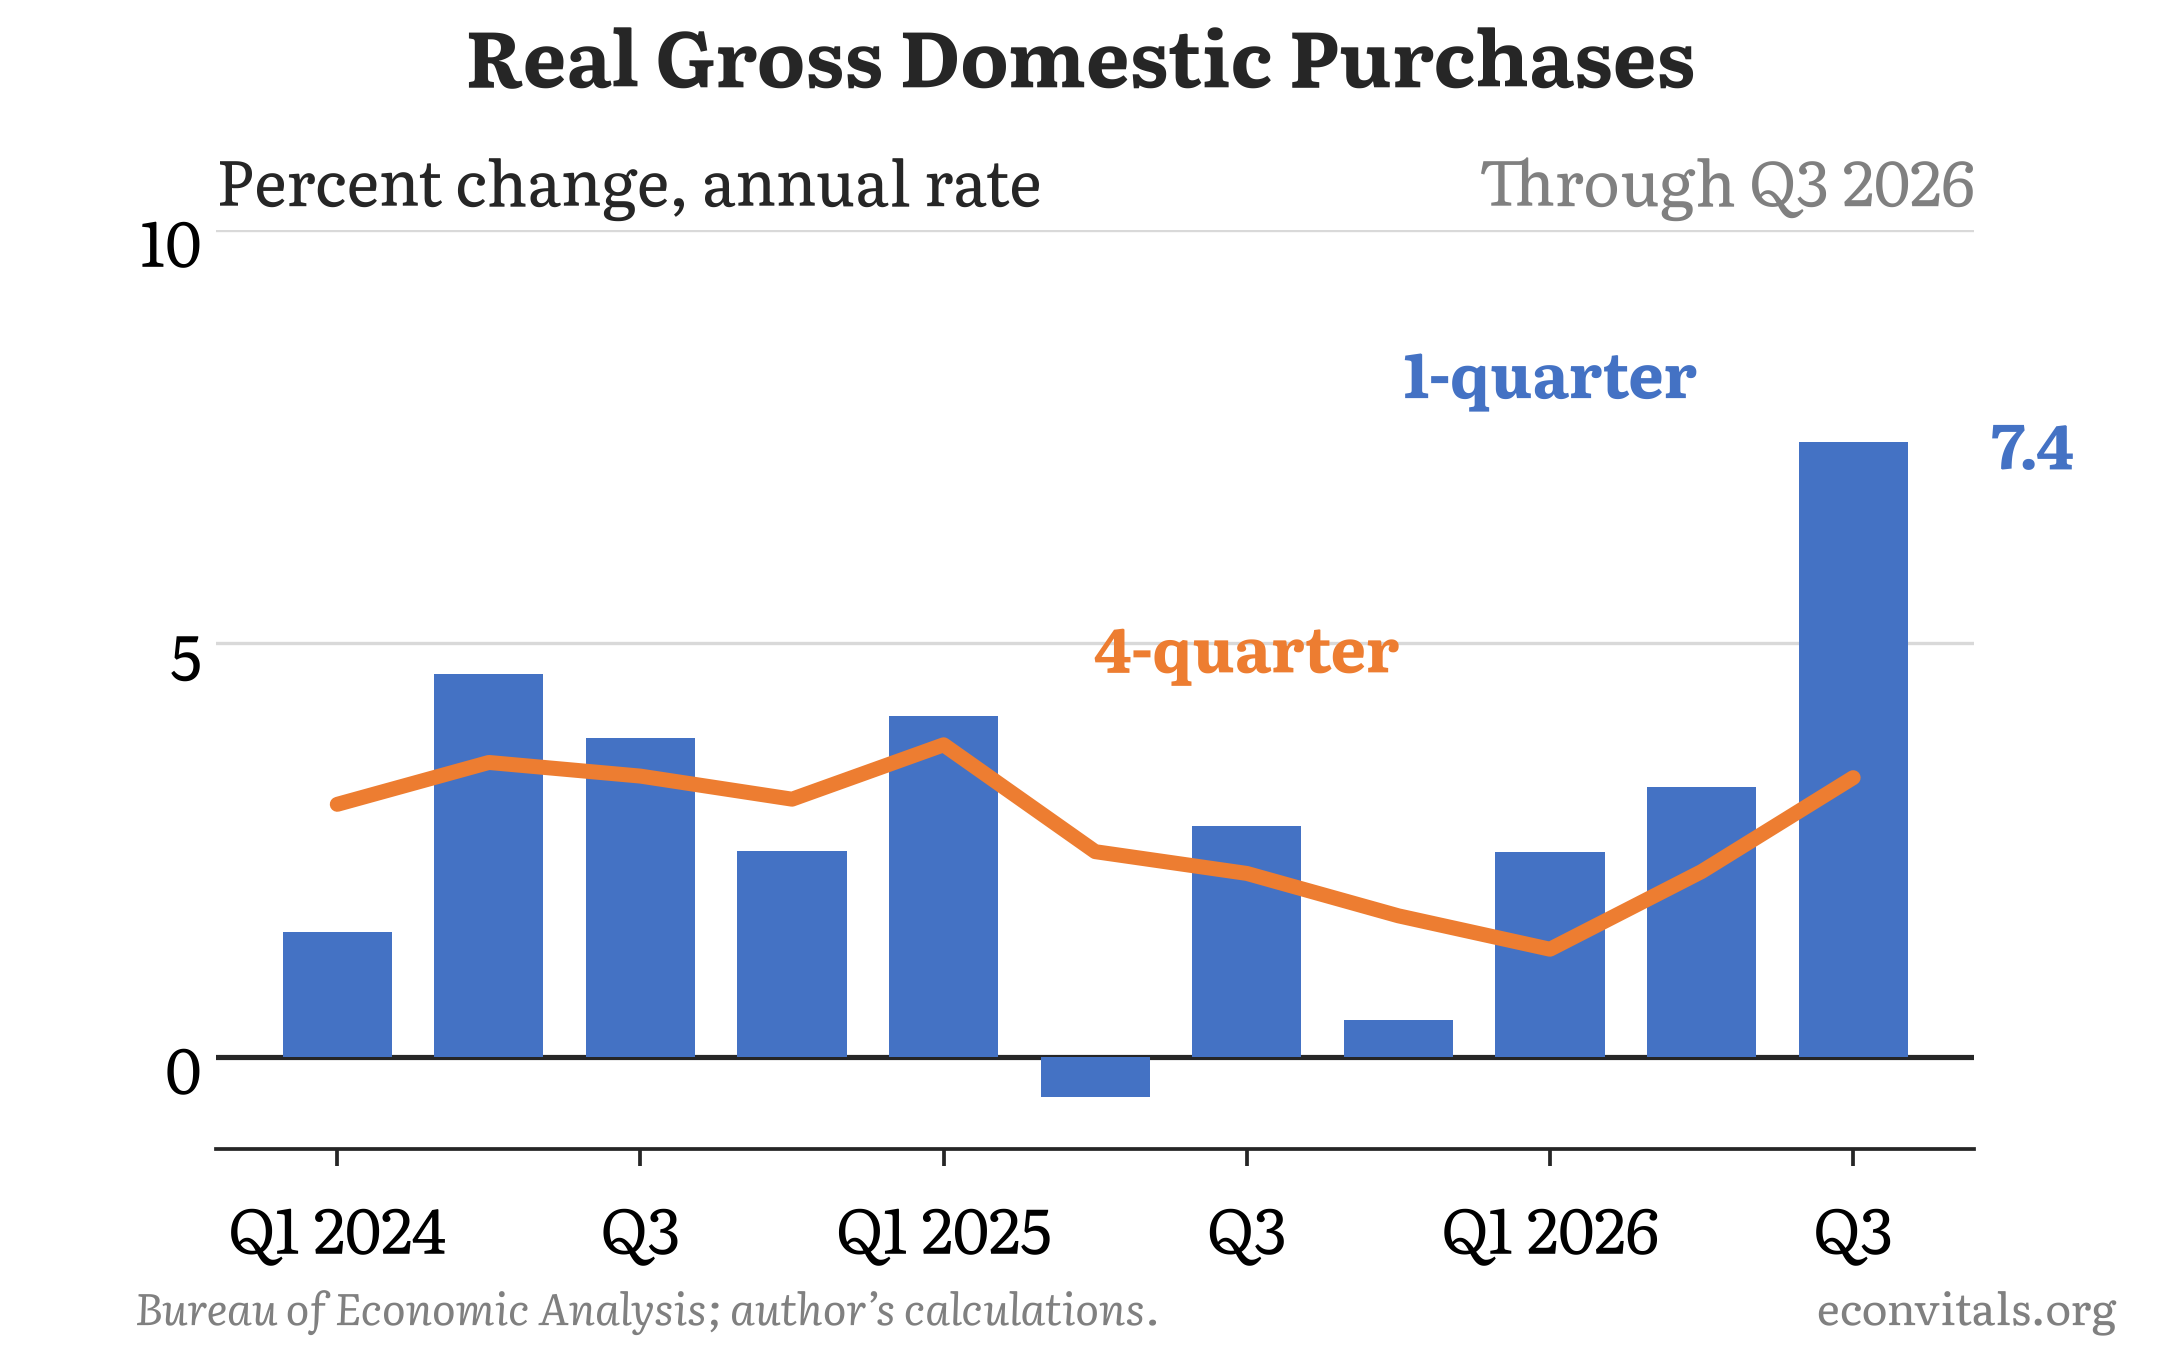 Real Gross Domestic Purchases
Percent change, annual rate
Through Q3 2026
10
1-quarter
7.4
5
4-quarter
0
Q1 2024 Q3 Q1 2025 Q3 Q1 2026 Q3
Bureau of Economic Analysis; author’s calculations.
econvitals.org